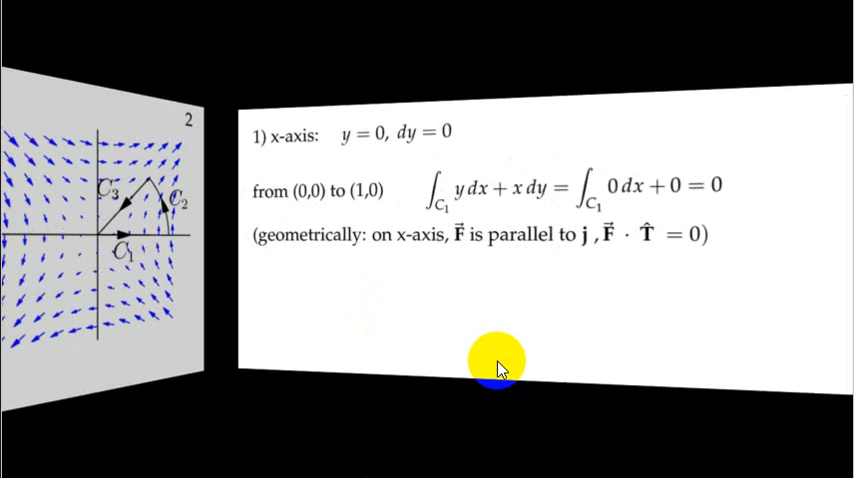 2
C₃
C₂
C₁
1) x-axis: y = 0, dy = 0
from (0,0) to (1,0) ∫_{C₁} y dx + x dy = ∫_{C₁} 0 dx + 0 = 0
(geometrically: on x-axis, F⃗ is parallel to j , F⃗ · T̂ = 0)